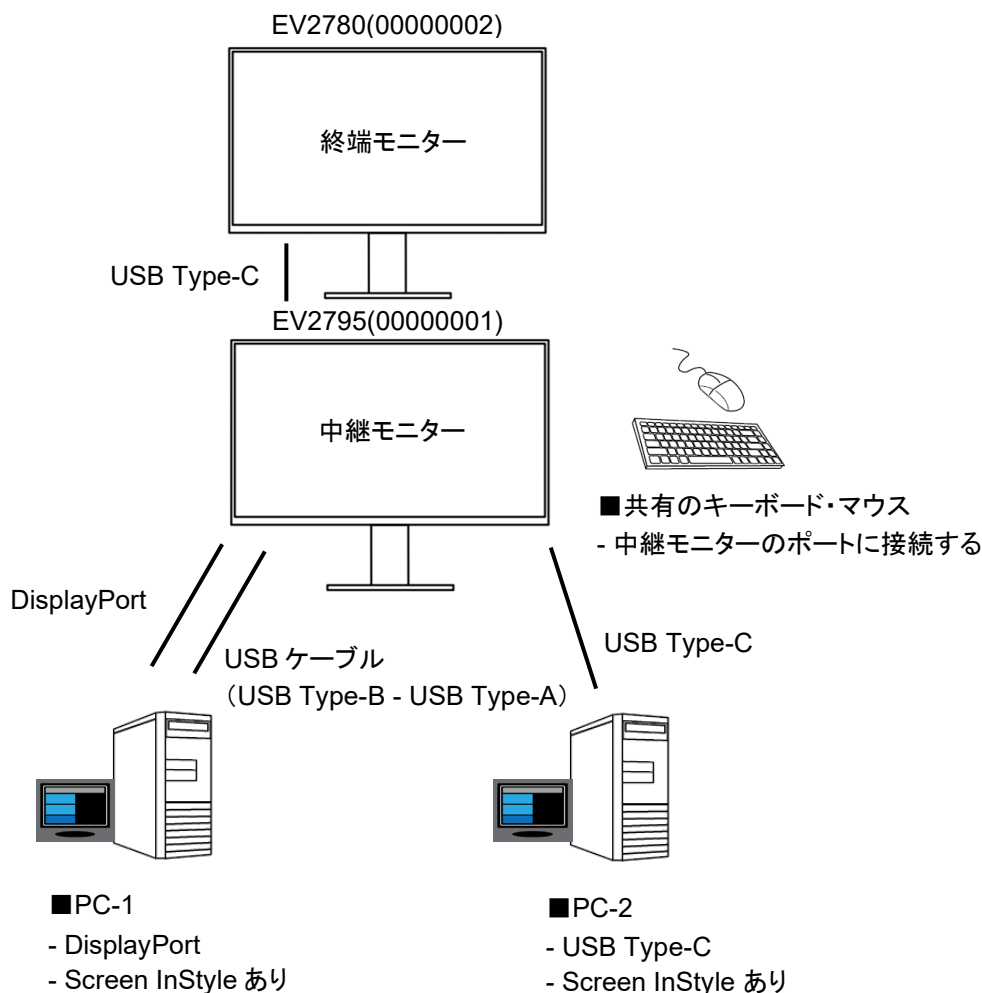 EV2780(00000002)
終端モニター
USB Type-C
EV2795(00000001)
中継モニター
■共有のキーボード・マウス
- 中継モニターのポートに接続する
DisplayPort
USB ケーブル
（USB Type-B - USB Type-A）
USB Type-C
■PC-1
- DisplayPort
- Screen InStyle あり
■PC-2
- USB Type-C
- Screen InStyle あり